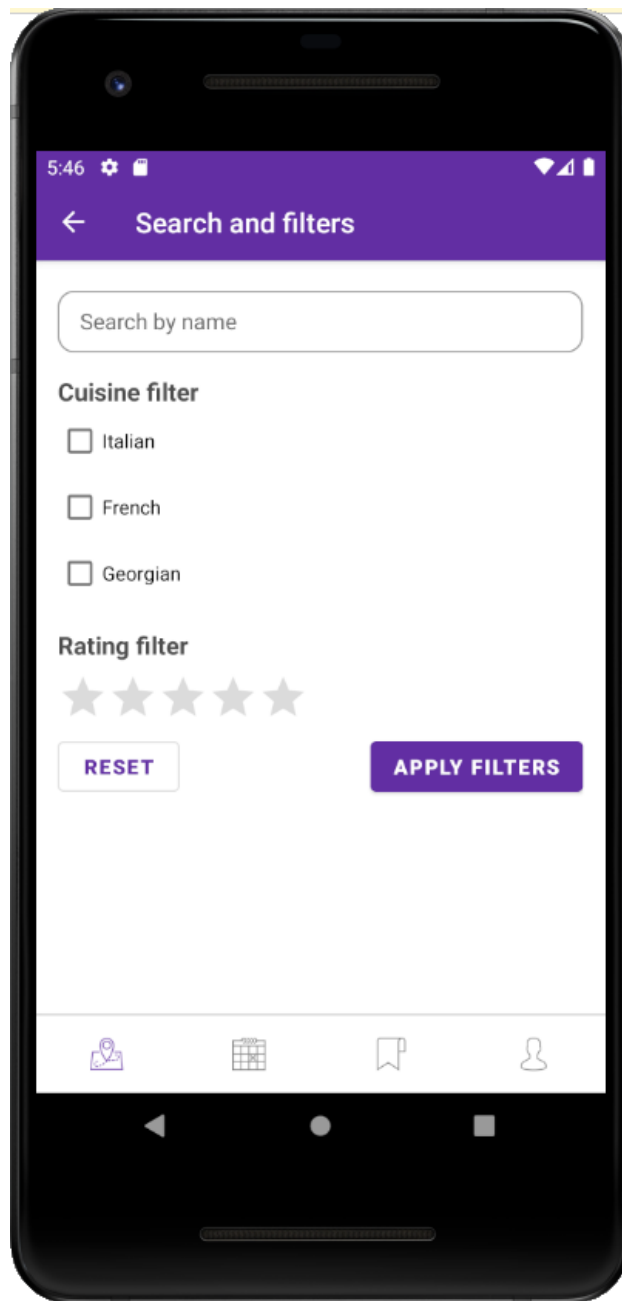 5:46
Search and filters
Search by name
Cuisine filter
Italian
French
Georgian
Rating filter
RESET
APPLY FILTERS